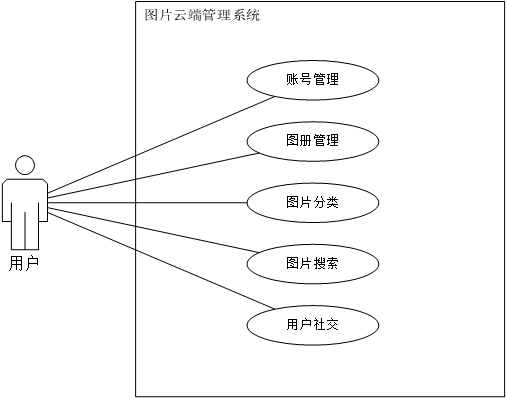 图片云端管理系统
账号管理
图册管理
图片分类
图片搜索
用户社交
用户